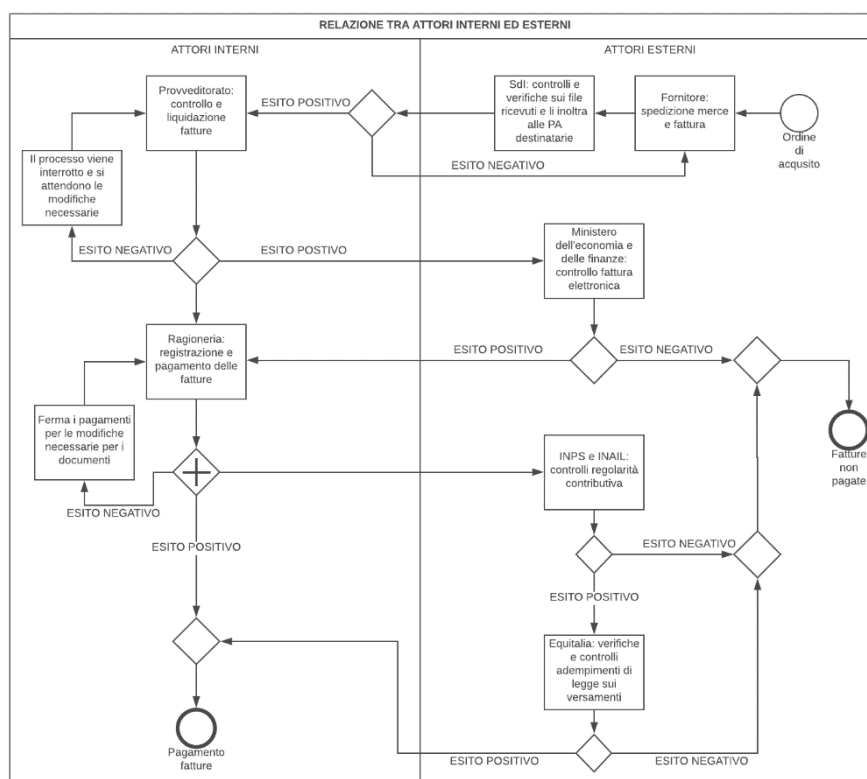 RELAZIONE TRA ATTORI INTERNI ED ESTERNI
ATTORI INTERNI
ATTORI ESTERNI
Provveditorato:
controllo e
liquidazione
fatture
ESITO POSITIVO
SdI: controlli e
verifiche sui file
ricevuti e li inoltra
alle PA
destinatarie
Fornitore:
spedizione merce
e fattura
Ordine
di
acqusito
Il processo viene
interrotto e si
attendono le
modifiche
necessarie
ESITO NEGATIVO
ESITO NEGATIVO
ESITO POSTIVO
Ministero
dell'economia e
delle finanze:
controllo fattura
elettronica
Ragioneria:
registrazione e
pagamento delle
fatture
ESITO POSITIVO
ESITO NEGATIVO
Ferma i pagamenti
per le modifiche
necessarie per i
documenti
Fatture
non
pagate
INPS e INAIL:
controlli regolarità
contributiva
ESITO NEGATIVO
ESITO POSITIVO
ESITO NEGATIVO
ESITO POSITIVO
Equitalia: verifiche
e controlli
adempimenti di
legge sui
versamenti
Pagamento
fatture
ESITO POSITIVO
ESITO NEGATIVO